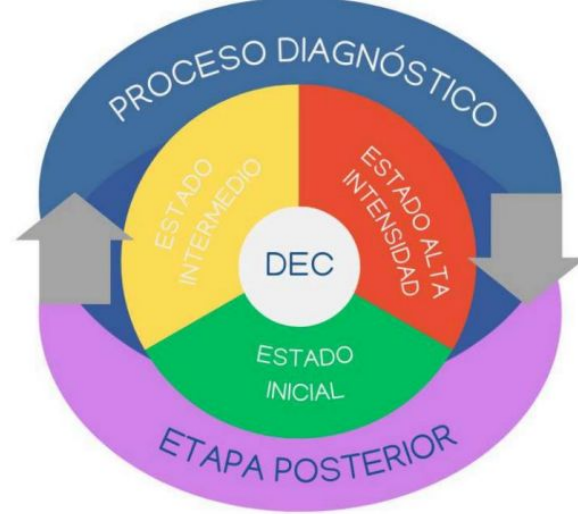 PROCESO DIAGNÓSTICO
ESTADO
INTERMEDIO
ESTADO ALTA
INTENSIDAD
DEC
ESTADO
INICIAL
ETAPA POSTERIOR